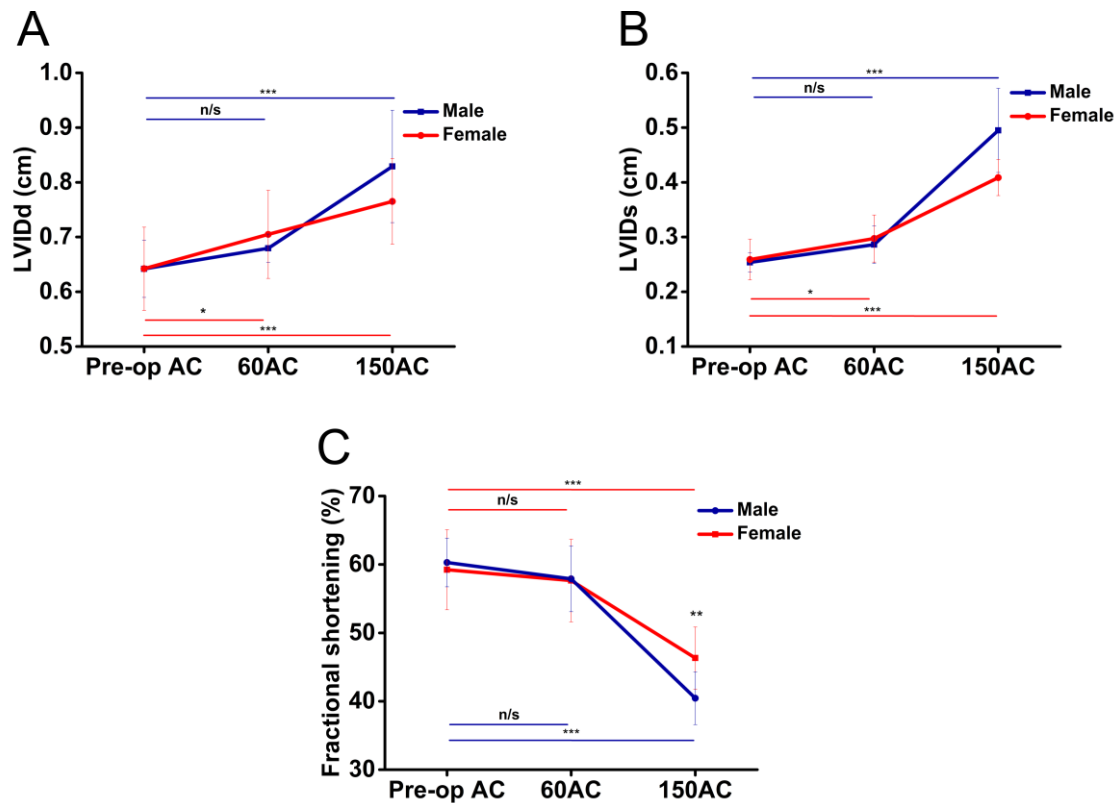 A
LVIDd (cm)
1.0
0.9
0.8
0.7
0.6
0.5
***
n/s
Male
Female
*
***
Pre-op AC 60AC 150AC
B
LVIDs (cm)
0.6
0.5
0.4
0.3
0.2
0.1
***
n/s
Male
Female
*
***
Pre-op AC 60AC 150AC
C
Fractional shortening (%)
70
60
50
40
30
***
n/s
Male
Female
**
n/s
***
Pre-op AC 60AC 150AC